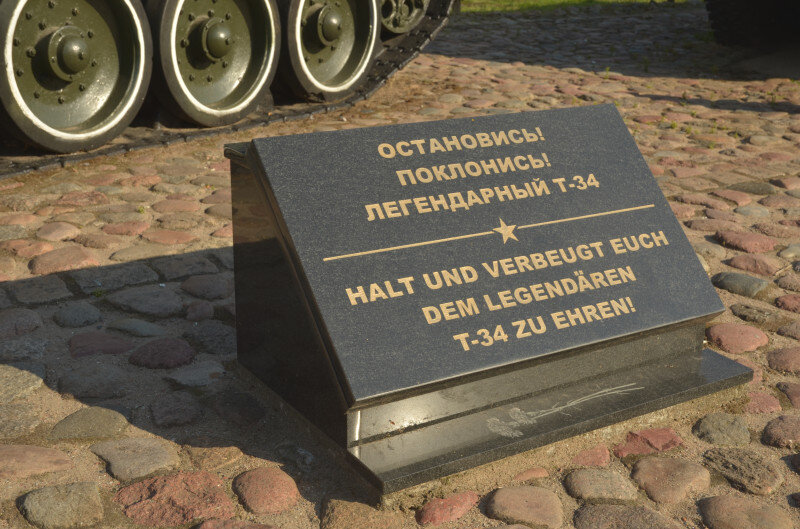 ОСТАНОВИСЬ!
ПОКЛОНИСЬ!
ЛЕГЕНДАРНЫЙ Т-34
HALT UND VERBEUGT EUCH
DEM LEGENDÄREN
T-34 ZU EHREN!